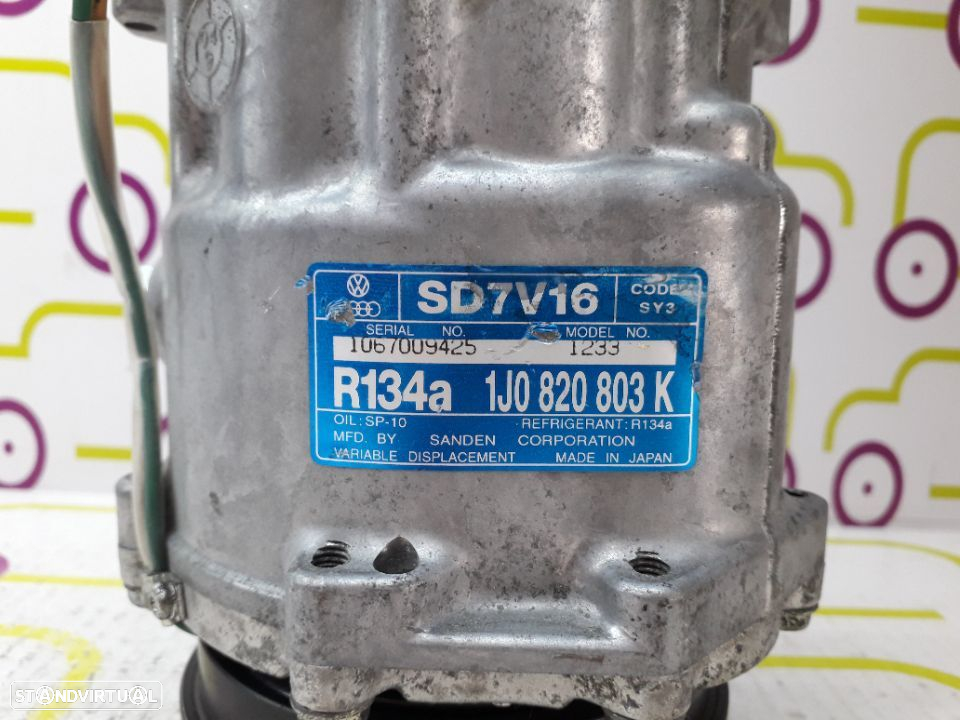 SD7V16
CODE
SY3
SERIAL NO.
MODEL NO.
1067009425
1233
R134a 1J0 820 803 K
OIL: SP-10
REFRIGERANT: R134a
MFD. BY SANDEN CORPORATION
VARIABLE DISPLACEMENT MADE IN JAPAN
STANDVIRTUAL